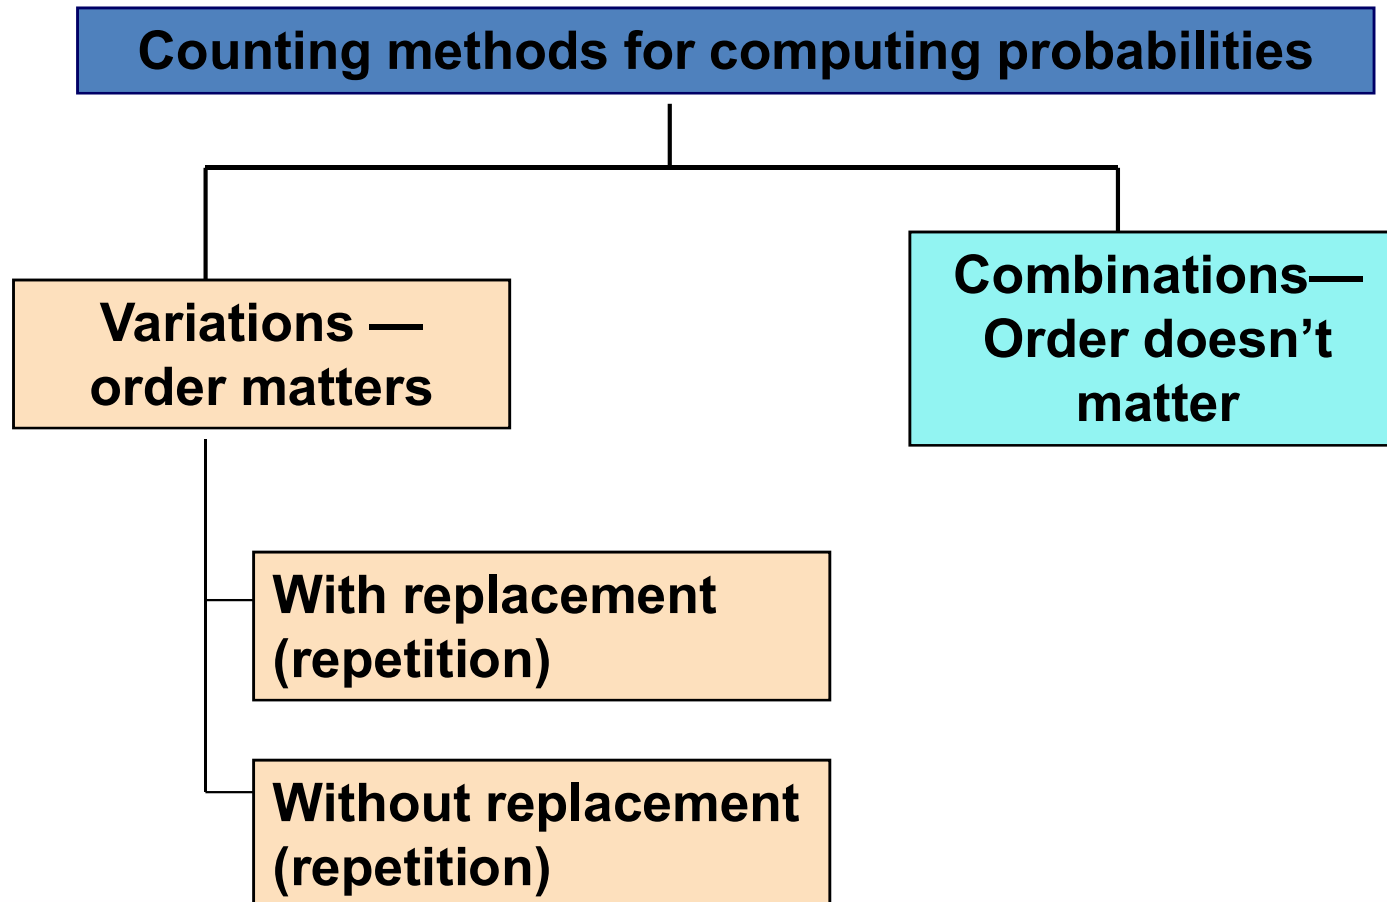 Counting methods for computing probabilities
Variations —
order matters
Combinations—
Order doesn’t
matter
With replacement
(repetition)
Without replacement
(repetition)